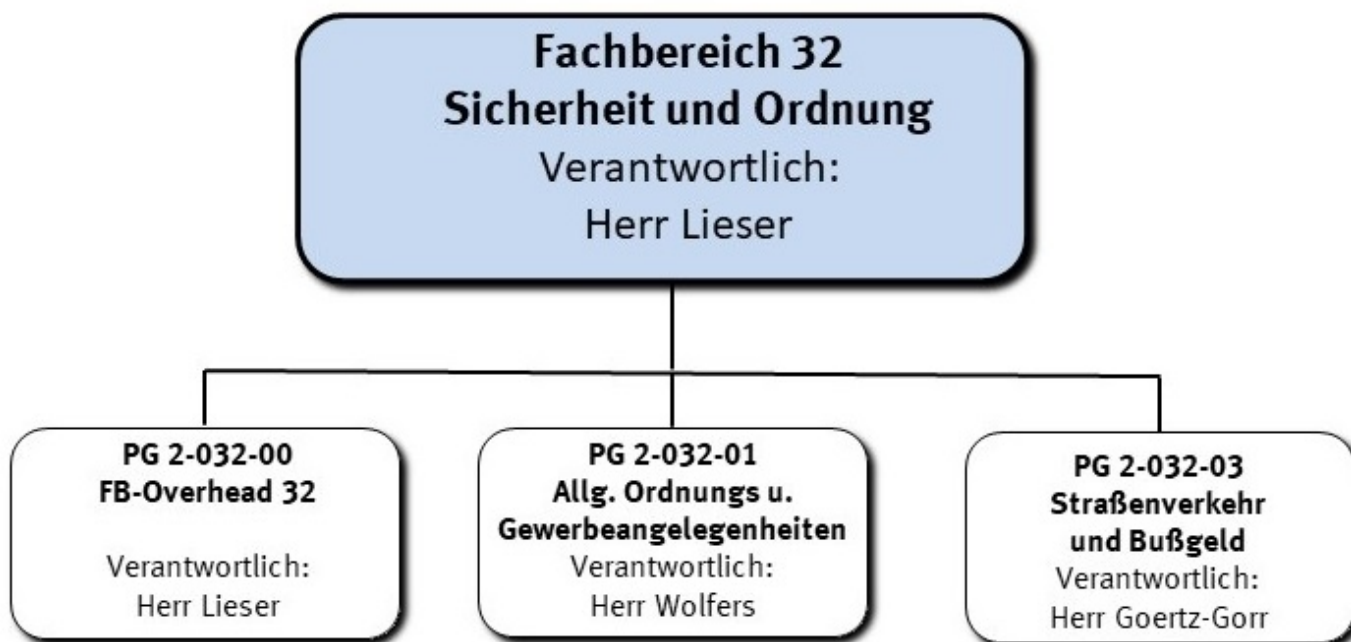 Fachbereich 32
Sicherheit und Ordnung
Verantwortlich:
Herr Lieser
PG 2-032-00
FB-Overhead 32
Verantwortlich:
Herr Lieser
PG 2-032-01
Allg. Ordnungs u.
Gewerbeangelegenheiten
Verantwortlich:
Herr Wolfers
PG 2-032-03
Straßenverkehr
und Bußgeld
Verantwortlich:
Herr Goertz-Gorr